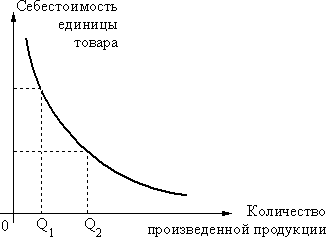 Себестоимость
единицы
товара
0
Q1
Q2
Количество
произведенной продукции